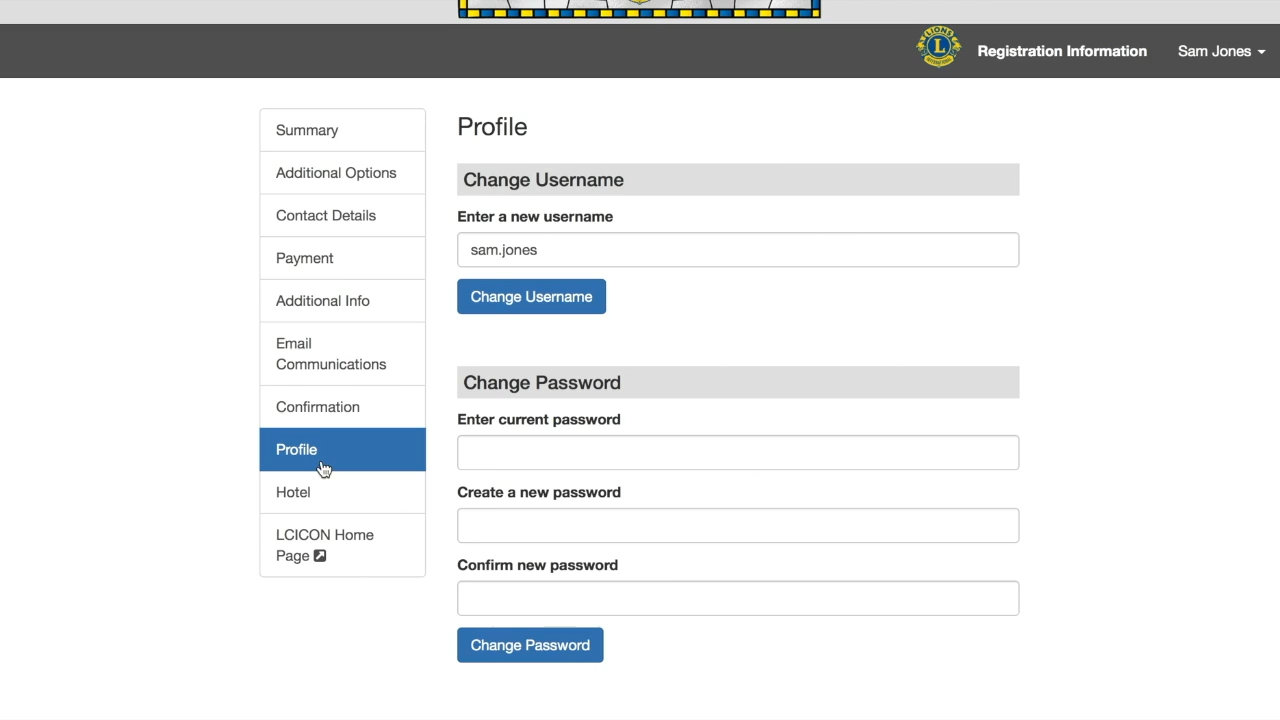 LIONS
L
INTERNATIONAL
Registration Information
Sam Jones
Summary
Additional Options
Contact Details
Payment
Additional Info
Email
Communications
Confirmation
Profile
Hotel
LCICON Home
Page
Profile
Change Username
Enter a new username
sam.jones
Change Username
Change Password
Enter current password
Create a new password
Confirm new password
Change Password